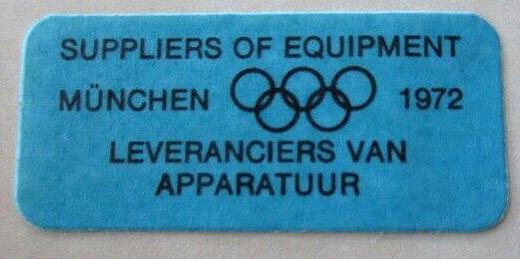 SUPPLIERS OF EQUIPMENT
MÜNCHEN 1972
LEVERANCIERS VAN
APPARATUUR